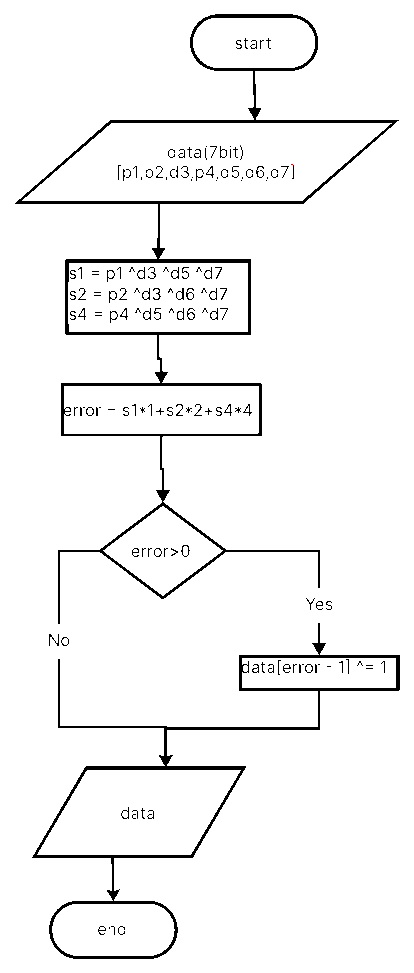 start
data(7bit)
[p1,p2,d3,p4,d5,d6,d7]
s1 = p1 ^d3 ^d5 ^d7
s2 = p2 ^d3 ^d6 ^d7
s4 = p4 ^d5 ^d6 ^d7
error = s1*1+s2*2+s4*4
error>0
Yes
No
data[error - 1] ^= 1
data
end